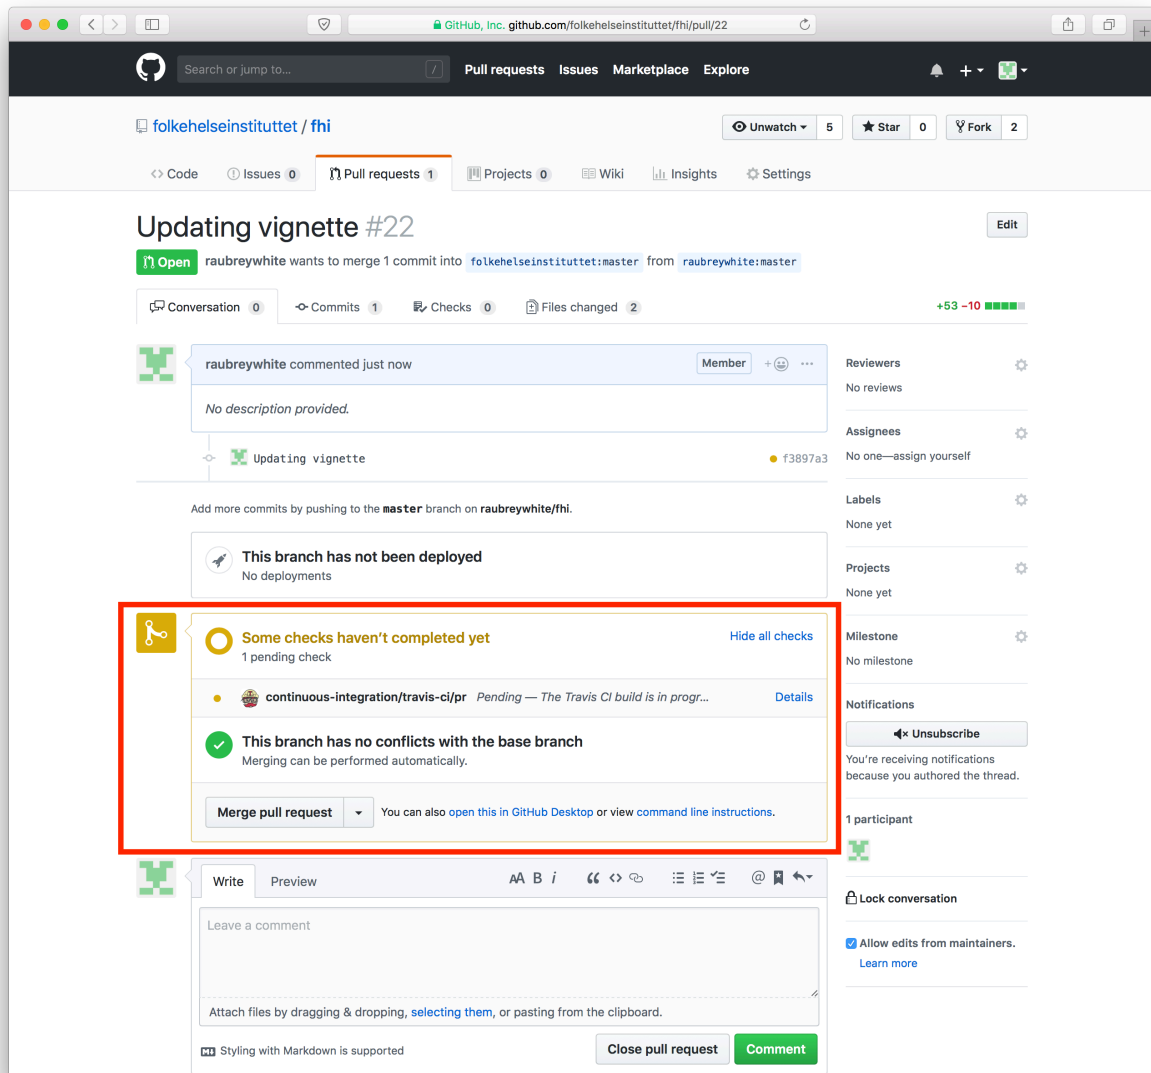 GitHub, Inc. github.com/folkehelseinstituttet/fhi/pull/22
Search or jump to... / Pull requests Issues Marketplace Explore
folkehelseinstituttet / fhi
Unwatch 5 Star 0 Fork 2
Code Issues 0 Pull requests 1 Projects 0 Wiki Insights Settings
Updating vignette #22
Edit
Open raubreywhite wants to merge 1 commit into folkehelseinstituttet:master from raubreywhite:master
Conversation 0 Commits 1 Checks 0 Files changed 2 +53 −10
raubreywhite commented just now Member
No description provided.
Updating vignette f3897a3
Add more commits by pushing to the master branch on raubreywhite/fhi.
This branch has not been deployed
No deployments
Some checks haven’t completed yet Hide all checks
1 pending check
continuous-integration/travis-ci/pr Pending — The Travis CI build is in progr... Details
This branch has no conflicts with the base branch
Merging can be performed automatically.
Merge pull request You can also open this in GitHub Desktop or view command line instructions.
Write Preview AA B i
Leave a comment
Attach files by dragging & dropping, selecting them, or pasting from the clipboard.
Styling with Markdown is supported
Close pull request Comment
Reviewers
No reviews
Assignees
No one—assign yourself
Labels
None yet
Projects
None yet
Milestone
No milestone
Notifications
Unsubscribe
You’re receiving notifications
because you authored the thread.
1 participant
Lock conversation
Allow edits from maintainers.
Learn more